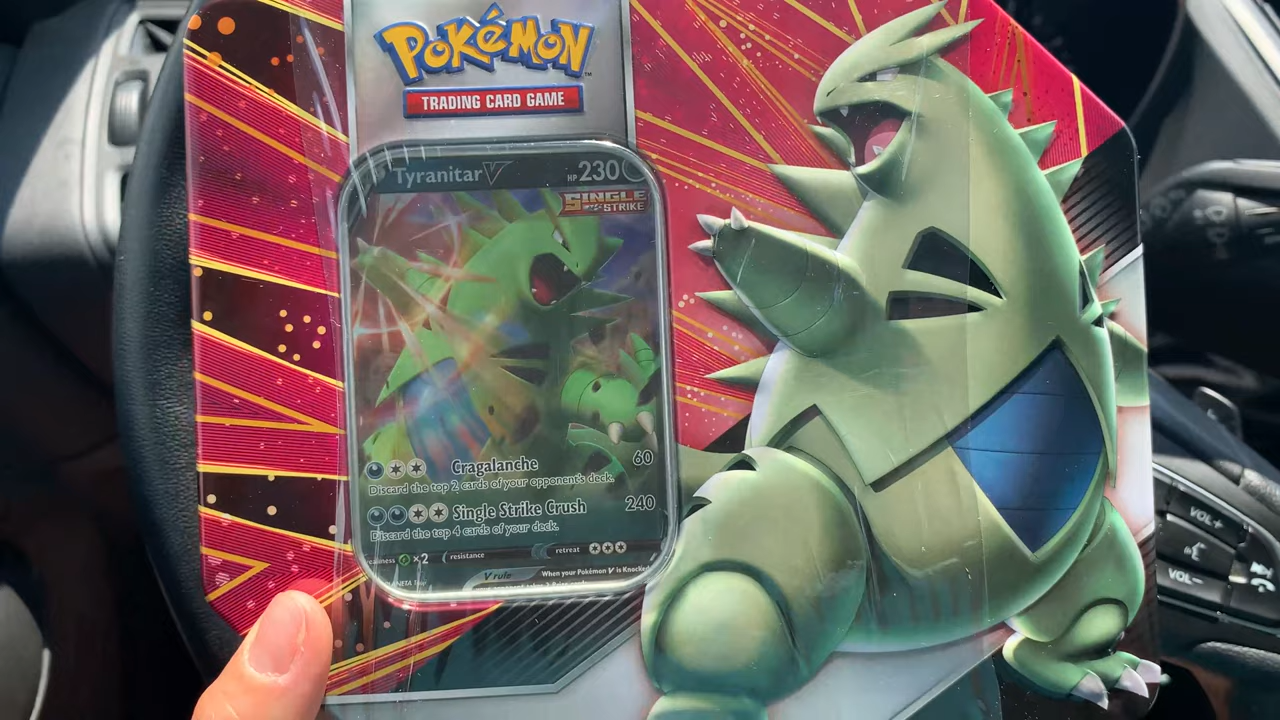 POKéMON
TRADING CARD GAME
Tyranitar V HP 230
SINGLE STRIKE
Cragalanche 60
Discard the top 2 cards of your opponent's deck.
Single Strike Crush 240
Discard the top 4 cards of your deck.
×2 resistance retreat
V rule When your Pokémon V is Knocked
VOL+
VOL−